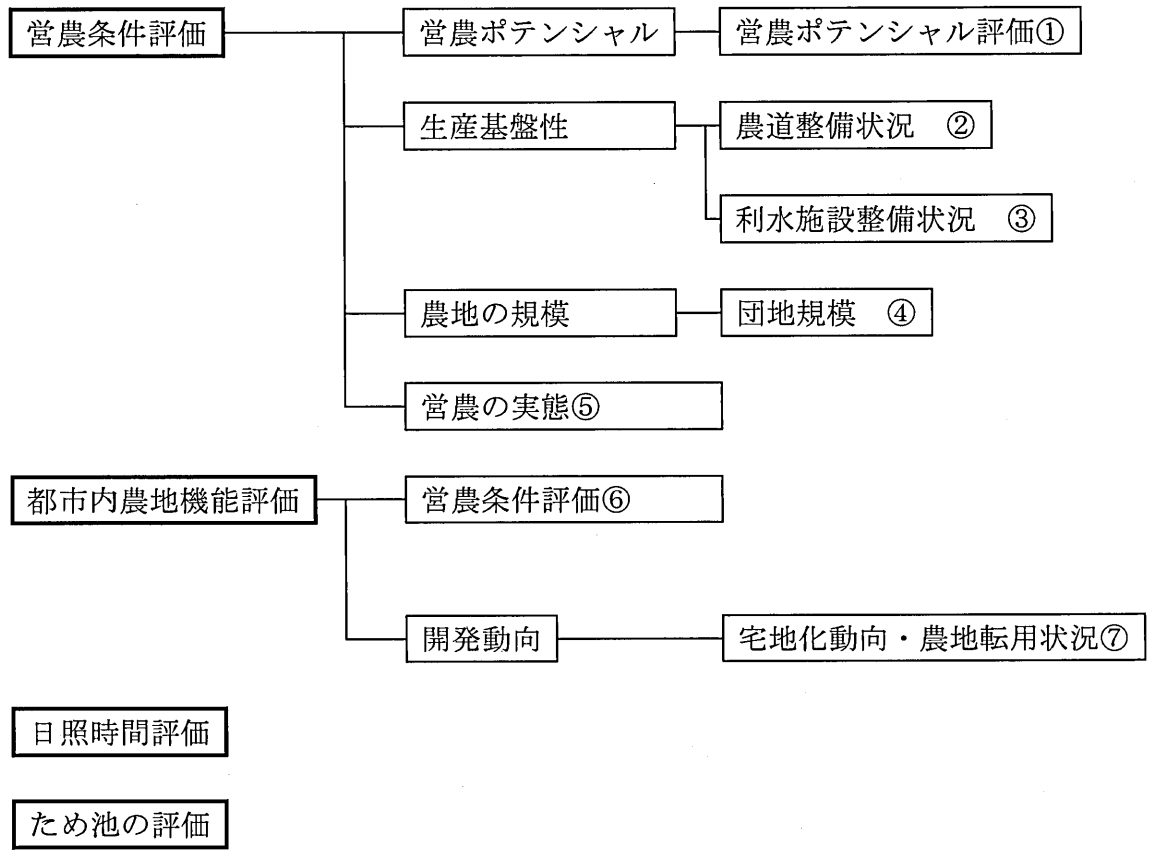 営農条件評価
営農ポテンシャル
営農ポテンシャル評価①
生産基盤性
農道整備状況 ②
利水施設整備状況 ③
農地の規模
団地規模 ④
営農の実態⑤
都市内農地機能評価
営農条件評価⑥
開発動向
宅地化動向・農地転用状況⑦
日照時間評価
ため池の評価